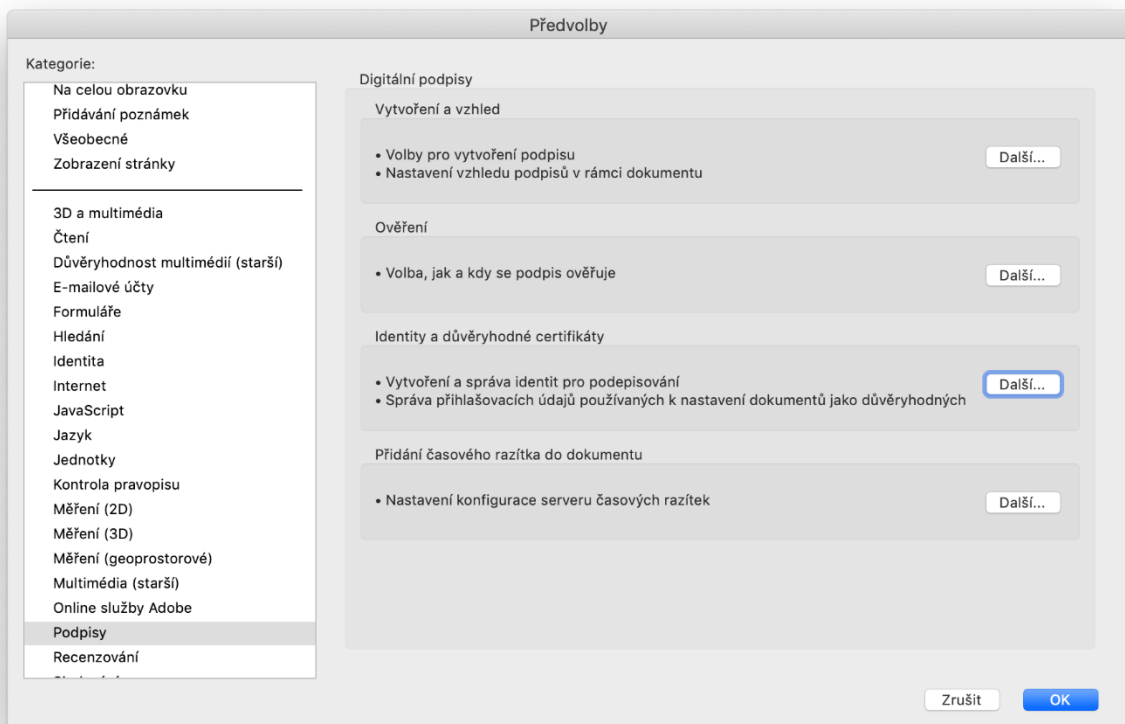 Předvolby
Kategorie:
Na celou obrazovku
Přidávání poznámek
Všeobecné
Zobrazení stránky
3D a multimédia
Čtení
Důvěryhodnost multimédií (starší)
E-mailové účty
Formuláře
Hledání
Identita
Internet
JavaScript
Jazyk
Jednotky
Kontrola pravopisu
Měření (2D)
Měření (3D)
Měření (geoprostorové)
Multimédia (starší)
Online služby Adobe
Podpisy
Recenzování
Digitální podpisy
Vytvoření a vzhled
• Volby pro vytvoření podpisu
• Nastavení vzhledu podpisů v rámci dokumentu
Další...
Ověření
• Volba, jak a kdy se podpis ověřuje
Další...
Identity a důvěryhodné certifikáty
• Vytvoření a správa identit pro podepisování
• Správa přihlašovacích údajů používaných k nastavení dokumentů jako důvěryhodných
Další...
Přidání časového razítka do dokumentu
• Nastavení konfigurace serveru časových razítek
Další...
Zrušit
OK